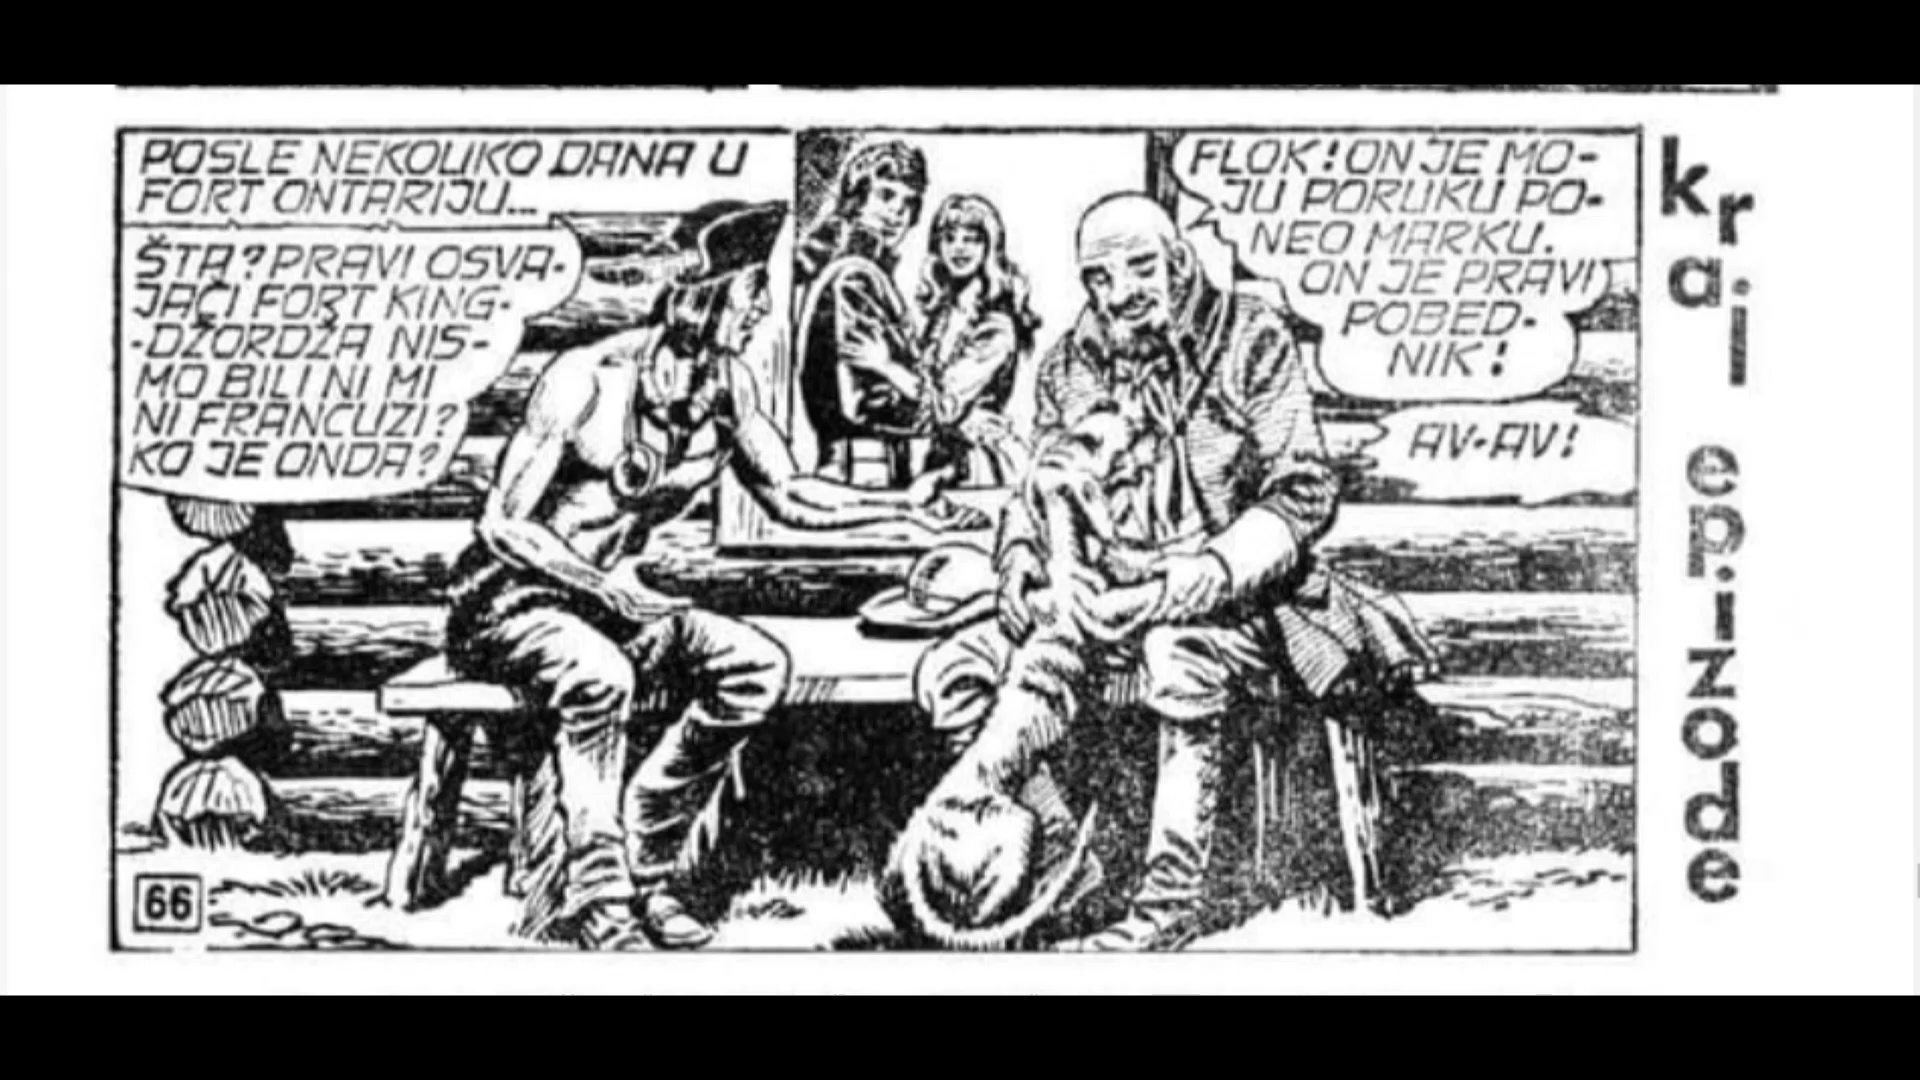 POSLE NEKOLIKO DANA U
FORT ONTARIJU...
ŠTA? PRAVI OSVA-
JAČI FORT KING-
-DŽORDŽA NIS-
MO BILI NI MI
NI FRANCUZI?
KO JE ONDA?
FLOK! ON JE MO-
JU PORUKU PO-
NEO MARKU.
ON JE PRAVI
POBED-
NIK!
AV-AV!
66
kraj epizode